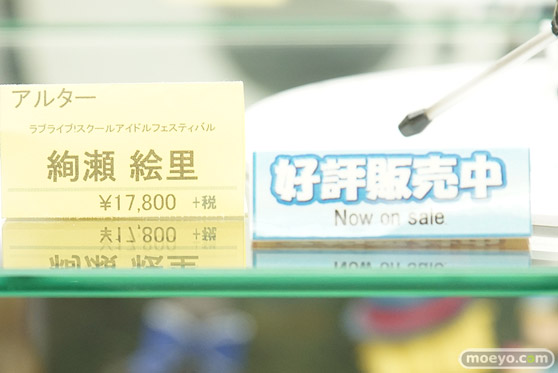 アルター
ラブライブ!スクールアイドルフェスティバル
絢瀬 絵里
¥17,800 +税
好評販売中
Now on sale
moeyo.com